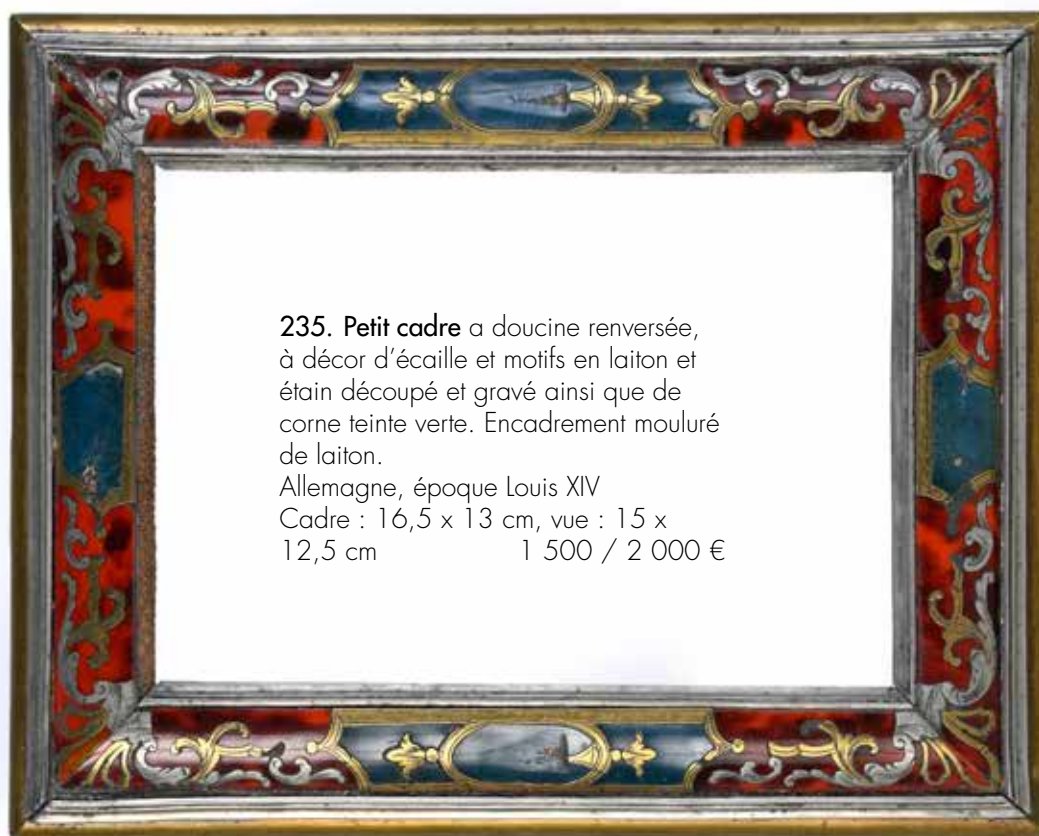 235. Petit cadre a doucine renversée,
à décor d’écaille et motifs en laiton et
étain découpé et gravé ainsi que de
corne teinte verte. Encadrement mouluré
de laiton.
Allemagne, époque Louis XIV
Cadre : 16,5 x 13 cm, vue : 15 x
12,5 cm 1 500 / 2 000 €